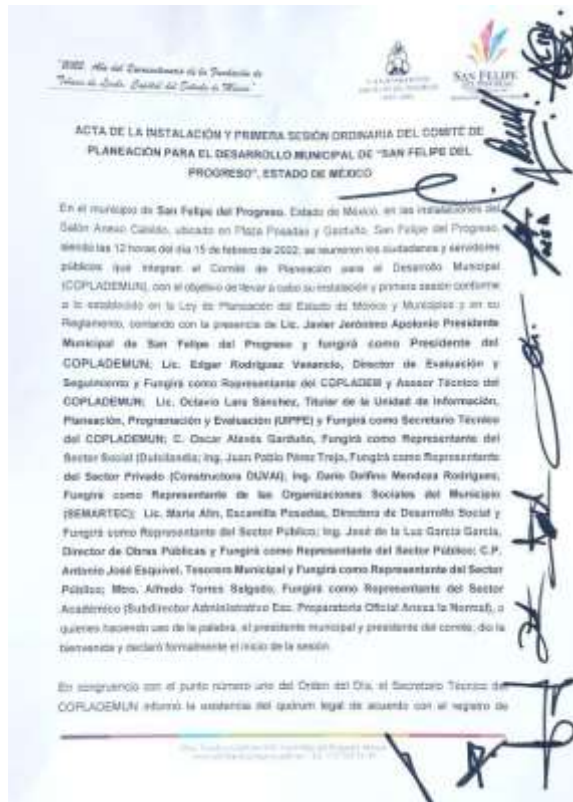 "2022. Año del Bicentenario de la Fundación de
Toluca de Lerdo, Capital del Estado de México"
SAN FELIPE
ACTA DE LA INSTALACIÓN Y PRIMERA SESIÓN ORDINARIA DEL COMITÉ DE
PLANEACIÓN PARA EL DESARROLLO MUNICIPAL DE "SAN FELIPE DEL
PROGRESO", ESTADO DE MÉXICO
En el municipio de San Felipe del Progreso, Estado de México, en las instalaciones del
Salón Anexo Cabildo, ubicado en Plaza Posadas y Garduño, San Felipe del Progreso,
siendo las 12 horas del día 15 de febrero de 2022; se reunieron los ciudadanos y servidores
públicos que integran el Comité de Planeación para el Desarrollo Municipal
(COPLADEMUN), con el objetivo de llevar a cabo su instalación y primera sesión conforme
a lo establecido en la Ley de Planeación del Estado de México y Municipios y en su
Reglamento, contando con la presencia de Lic. Javier Jerónimo Apolonio Presidente
Municipal de San Felipe del Progreso y fungirá como Presidente del
COPLADEMUN; Lic. Edgar Rodríguez Venancio, Director de Evaluación y
Seguimiento y Fungirá como Representante del COPLADEM y Asesor Técnico del
COPLADEMUN; Lic. Octavio Lara Sánchez, Titular de la Unidad de Información,
Planeación, Programación y Evaluación (UIPPE) y Fungirá como Secretario Técnico
del COPLADEMUN; C. Oscar Garduño, Fungirá como Representante del
Sector Social (Dulcilandia; Ing. Juan Pablo Pérez Trejo, Fungirá como Representante
del Sector Privado (Constructora DUVAI); Ing. Darío Delfino Mendoza Rodríguez,
Fungirá como Representante de las Organizaciones Sociales del Municipio
(SEMARTEC); Lic. María Escamilla Posadas, Directora de Desarrollo Social y
Fungirá como Representante del Sector Público; Ing. José de la Luz García García,
Director de Obras Públicas y Fungirá como Representante del Sector Público; C.P.
Antonio José Esquivel, Tesorero Municipal y Fungirá como Representante del Sector
Público; Mtro. Alfredo Torres Salgado, Fungirá como Representante del Sector
Académico (Subdirector Administrativo Esc. Preparatoria Oficial Anexa la Normal), a
quienes haciendo uso de la palabra, el presidente municipal y presidente del comité, dio la
bienvenida y declaró formalmente el inicio de la sesión.
En congruencia con el punto número uno del Orden del Día, el Secretario Técnico del
COPLADEMUN informó la existencia del quórum legal de acuerdo con el registro de